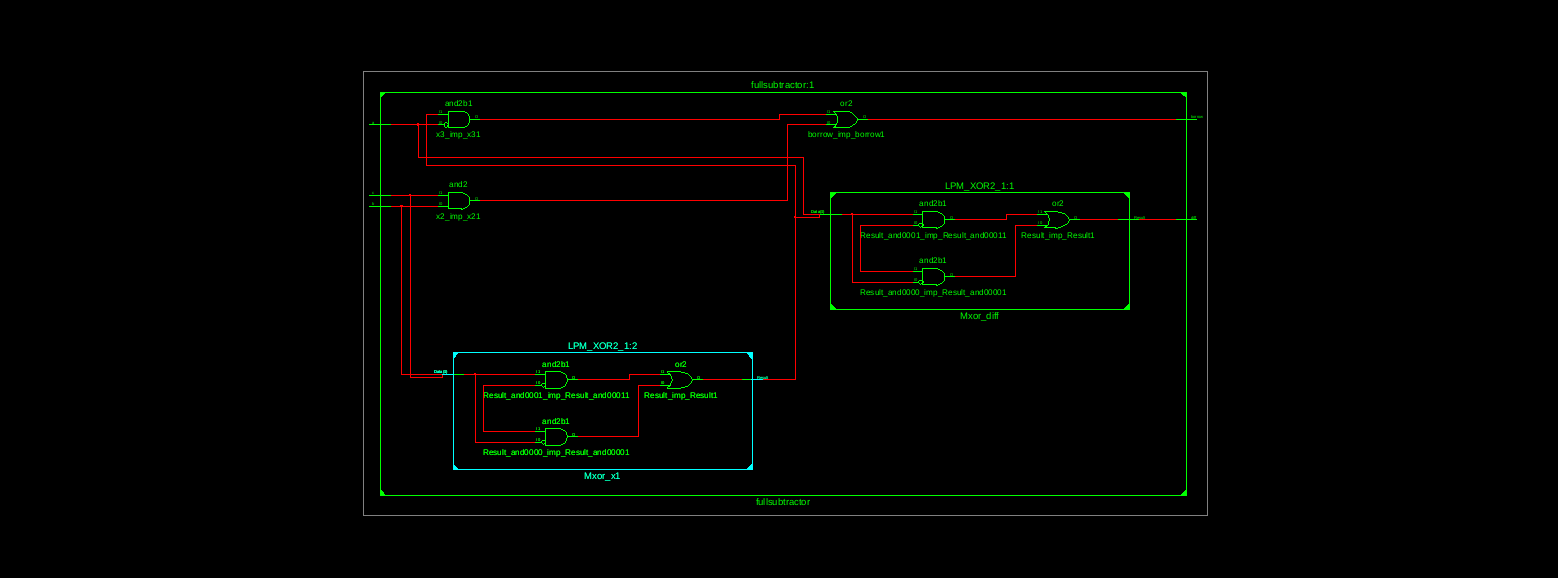 fullsubtractor:1
and2b1
or2
x3_imp_x31
borrow_imp_borrow1
and2
x2_imp_x21
LPM_XOR2_1:1
and2b1
or2
Result_and0001_imp_Result_and00011
Result_imp_Result1
and2b1
Result_and0000_imp_Result_and00001
Mxor_diff
LPM_XOR2_1:2
and2b1
or2
Result_and0001_imp_Result_and00011
Result_imp_Result1
and2b1
Result_and0000_imp_Result_and00001
Mxor_x1
fullsubtractor